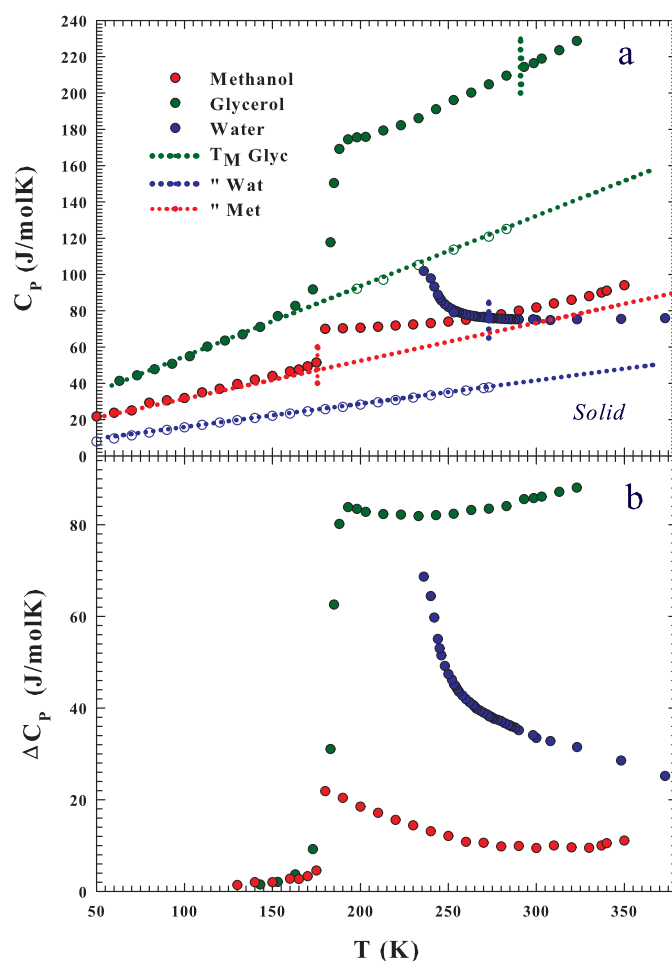 240
220
200
180
160
140
120
100
80
60
40
20
0
C_P (J/molK)
a
Methanol
Glycerol
Water
T_M Glyc
" Wat
" Met
Solid
80
60
40
20
0
ΔC_P (J/molK)
b
50 100 150 200 250 300 350
T (K)